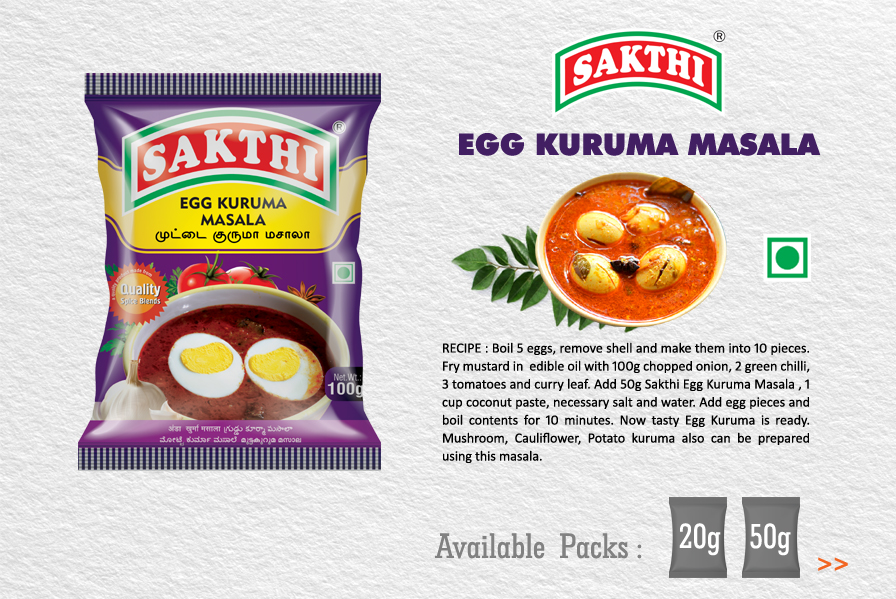 SAKTHI
®
EGG KURUMA
MASALA
முட்டை குருமா மசாலா
Quality
Spice Blends
Net.Wt.:
100g
SAKTHI
®
EGG KURUMA MASALA
RECIPE : Boil 5 eggs, remove shell and make them into 10 pieces.
Fry mustard in edible oil with 100g chopped onion, 2 green chilli,
3 tomatoes and curry leaf. Add 50g Sakthi Egg Kuruma Masala , 1
cup coconut paste, necessary salt and water. Add egg pieces and
boil contents for 10 minutes. Now tasty Egg Kuruma is ready.
Mushroom, Cauliflower, Potato kuruma also can be prepared
using this masala.
Available Packs :
20g
50g
>>